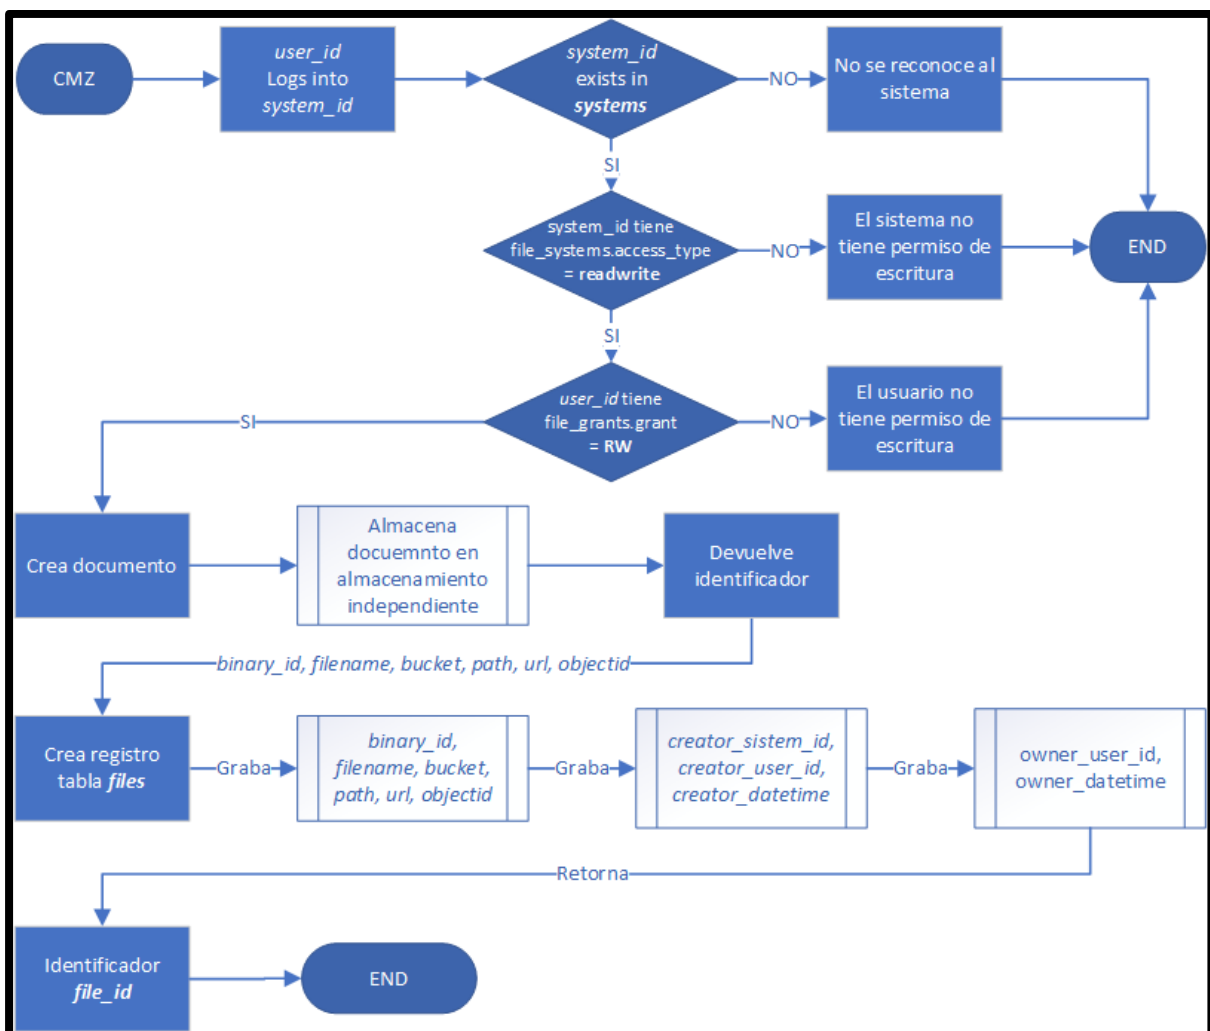 CMZ
user_id
Logs into
system_id
system_id
exists in
systems
NO
No se reconoce al
sistema
SI
system_id tiene
file_systems.access_type
= readwrite
NO
El sistema no
tiene permiso de
escritura
END
SI
user_id tiene
file_grants.grant
= RW
NO
El usuario no
tiene permiso de
escritura
SI
Crea documento
Almacena
docuemnto en
almacenamiento
independiente
Devuelve
identificador
binary_id, filename, bucket, path, url, objectid
Crea registro
tabla files
Graba
binary_id,
filename, bucket,
path, url, objectid
Graba
creator_sistem_id,
creator_user_id,
creator_datetime
Graba
owner_user_id,
owner_datetime
Retorna
Identificador
file_id
END